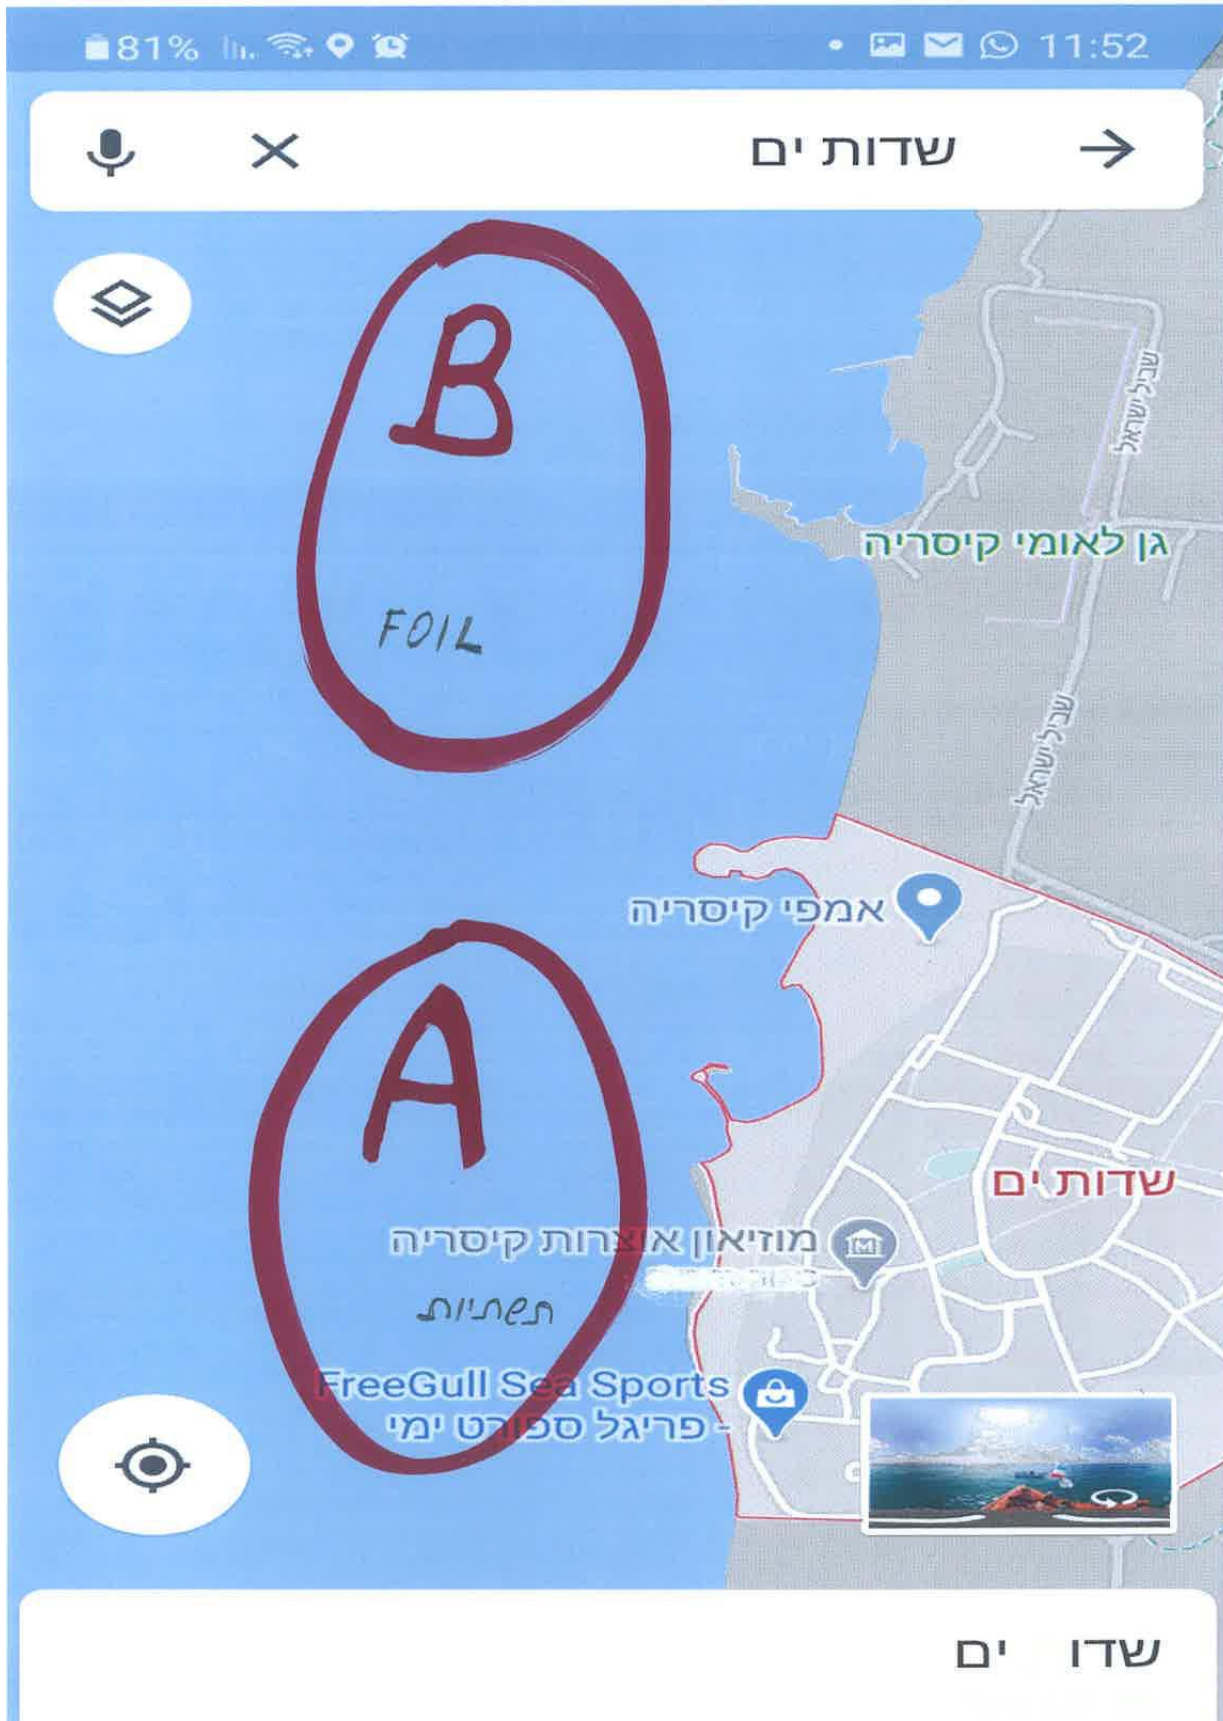 81% 11:52
שדות ים
B
שביל ישראל
גן לאומי קיסריה
FOIL
שביל ישראל
אמפי קיסריה
A
שדות ים
מוזיאון אוצרות קיסריה
תשתיות
FreeGull Sea Sports
- פריגל ספורט ימי
שדו ים